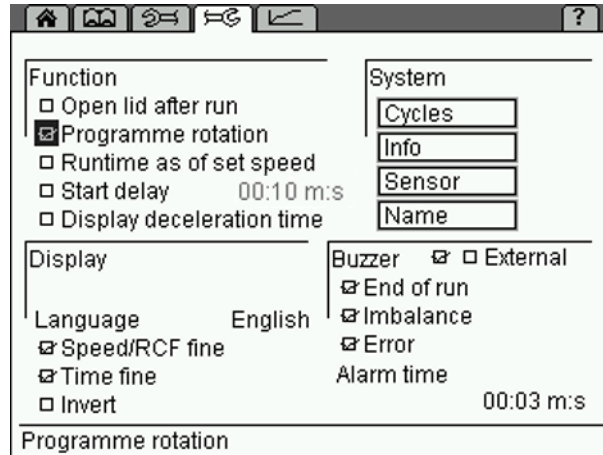 ?
Function
Open lid after run
Programme rotation
Runtime as of set speed
Start delay 00:10 m:s
Display deceleration time
System
Cycles
Info
Sensor
Name
Display
Language English
Speed/RCF fine
Time fine
Invert
Buzzer External
End of run
Imbalance
Error
Alarm time
00:03 m:s
Programme rotation